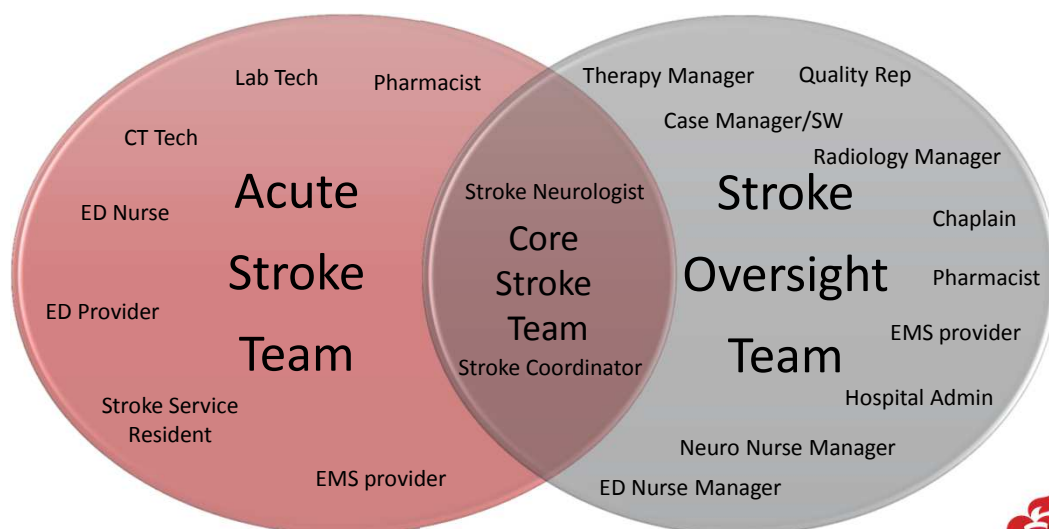 Lab Tech
Pharmacist
CT Tech
ED Nurse
Acute
Stroke
Team
ED Provider
Stroke Service
Resident
EMS provider
Stroke Neurologist
Core
Stroke
Team
Stroke Coordinator
Therapy Manager
Quality Rep
Case Manager/SW
Radiology Manager
Stroke
Oversight
Team
Chaplain
Pharmacist
EMS provider
Hospital Admin
Neuro Nurse Manager
ED Nurse Manager